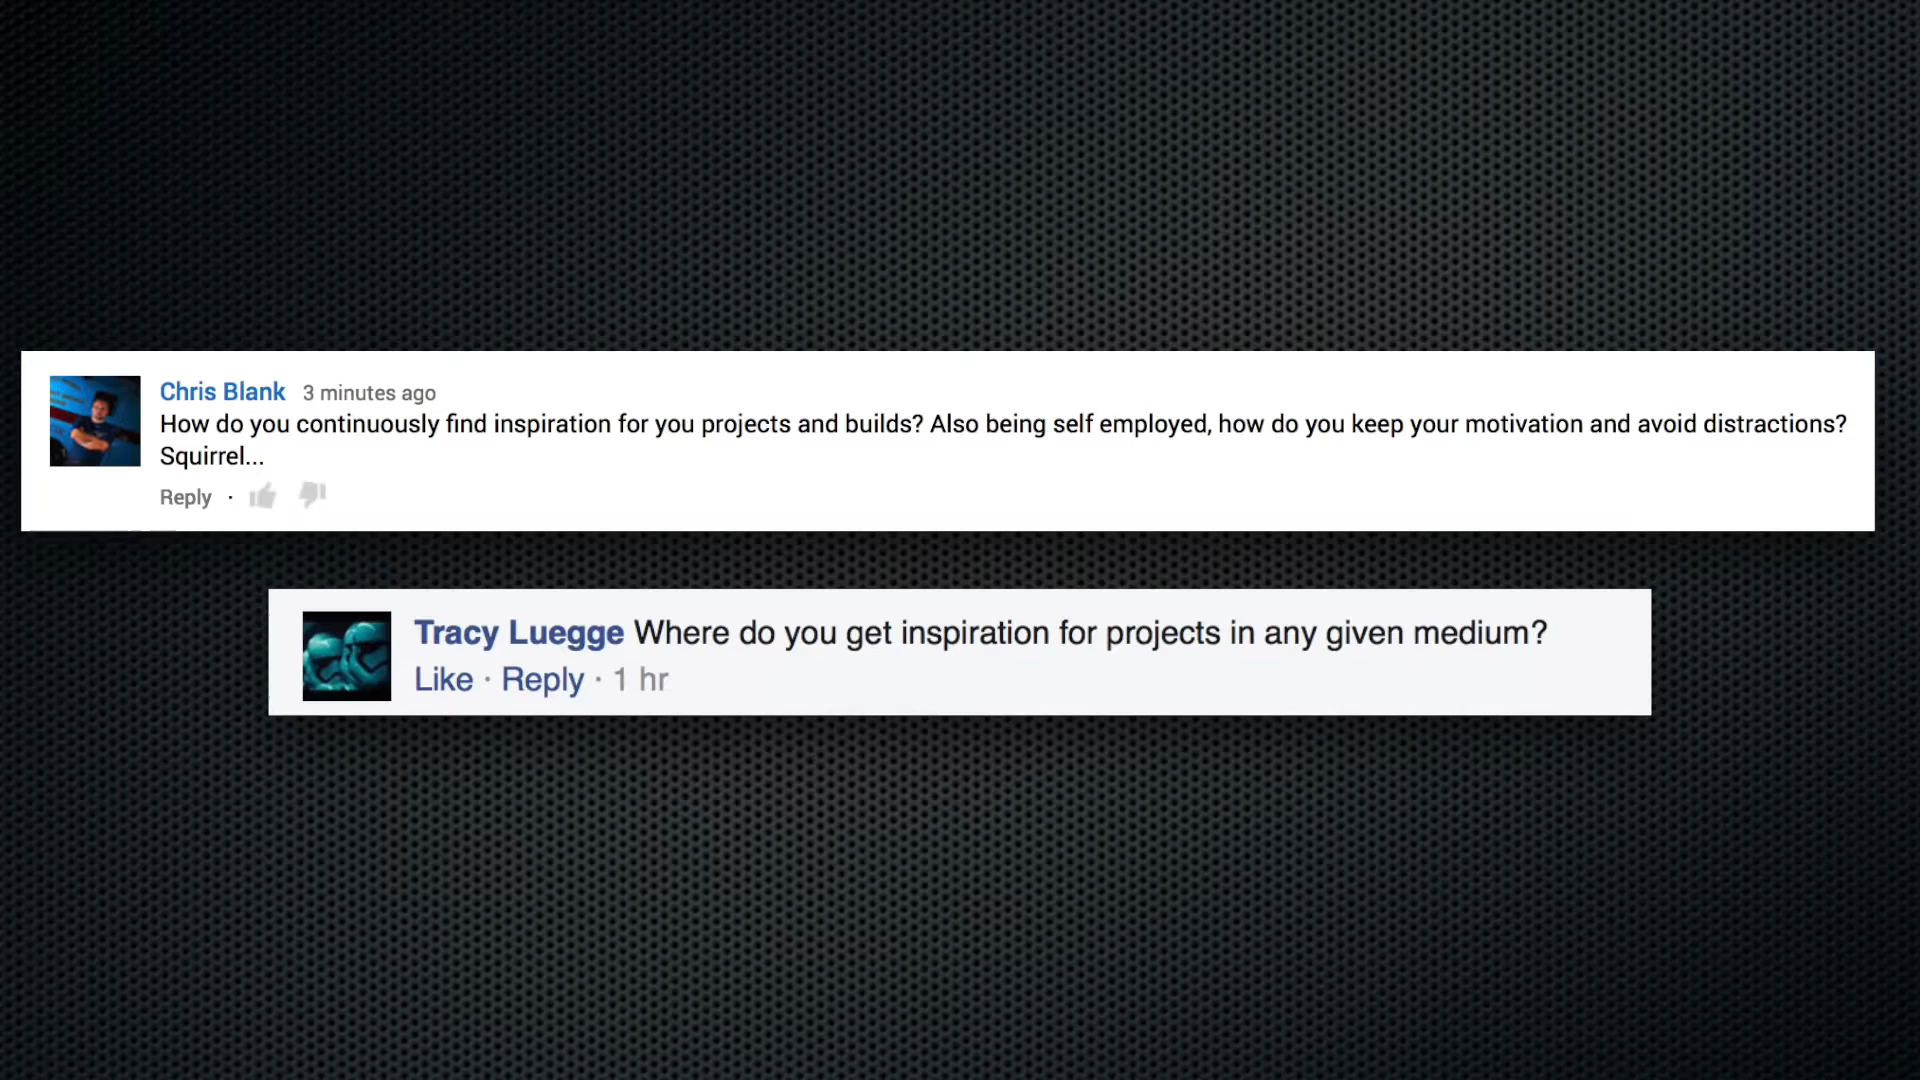 Chris Blank 3 minutes ago
How do you continuously find inspiration for you projects and builds? Also being self employed, how do you keep your motivation and avoid distractions?
Squirrel...
Reply ·
Tracy Luegge Where do you get inspiration for projects in any given medium?
Like · Reply · 1 hr